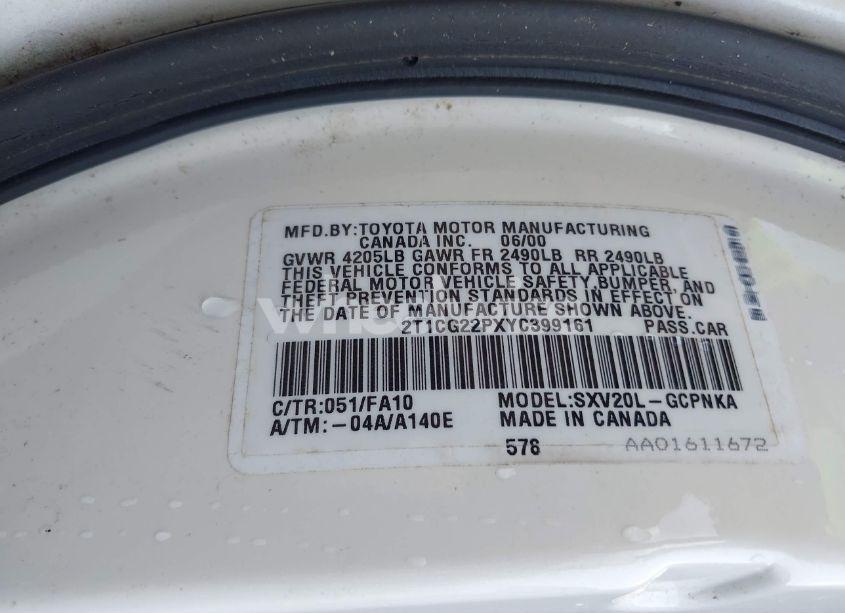 MFD.BY:TOYOTA MOTOR MANUFACTURING
CANADA INC. 06/00
GVWR 4205LB GAWR FR 2490LB RR 2490LB
THIS VEHICLE CONFORMS TO ALL APPLICABLE
FEDERAL MOTOR VEHICLE SAFETY,BUMPER, AND
THEFT PREVENTION STANDARDS IN EFFECT ON
THE DATE OF MANUFACTURE SHOWN ABOVE.
2T1CG22PXYC399161 PASS.CAR
C/TR:051/FA10 MODEL:SXV20L-GCPNKA
A/TM:-04A/A140E MADE IN CANADA
578 AA01611672